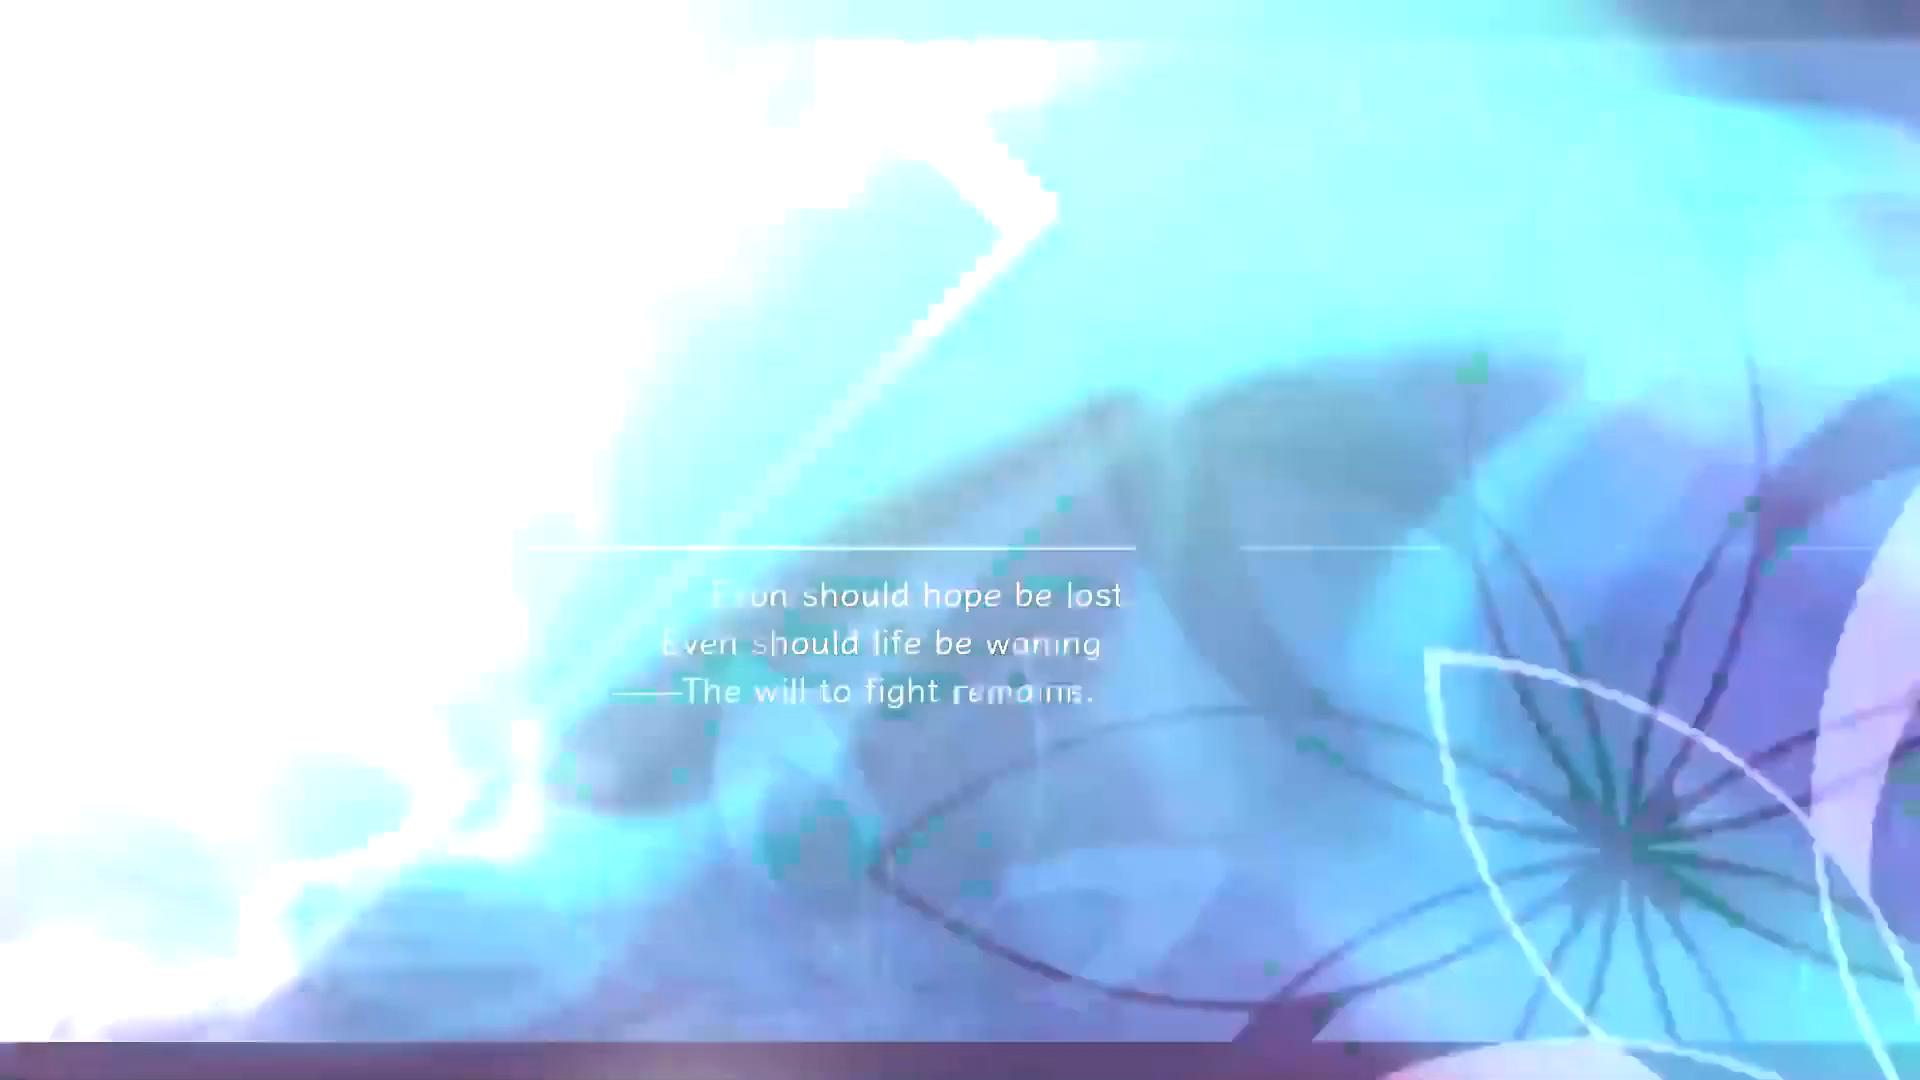 Even should hope be lost
Even should life be waning
——The will to fight remains.